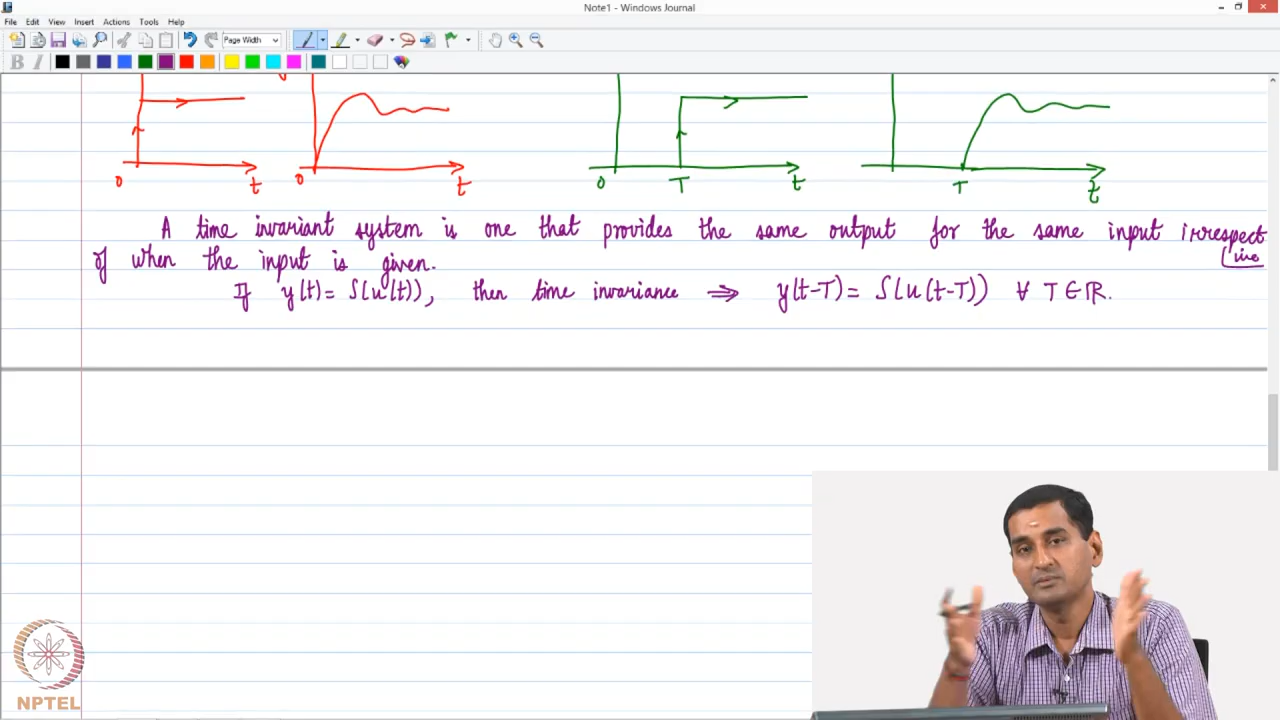 Note1 - Windows Journal
File Edit View Insert Actions Tools Help
Page Width
B I
0 t 0 t 0 T t T t
A time invariant system is one that provides the same output for the same input irrespect
ive
of when the input is given.
If y(t) = S(u(t)), then time invariance ⟹ y(t-T) = S(u(t-T)) ∀ T ∈ ℝ.
NPTEL